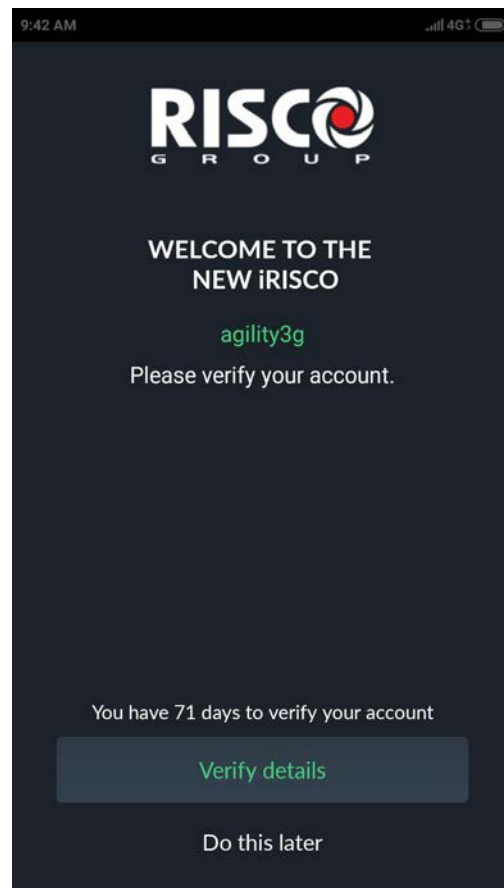 9:42 AM 4G+
RISCO
GROUP
WELCOME TO THE
NEW iRISCO
agility3g
Please verify your account.
You have 71 days to verify your account
Verify details
Do this later